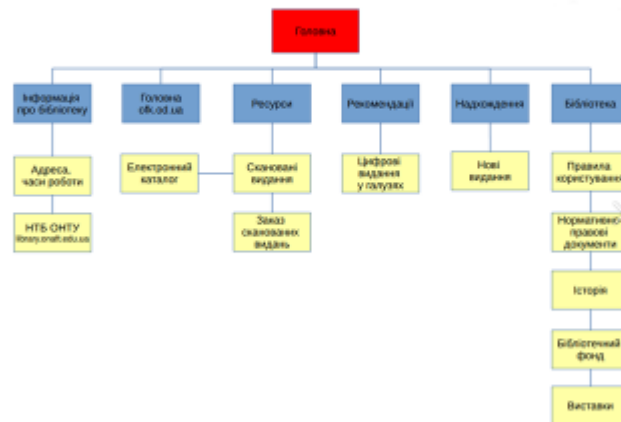 Головна
Інформація
про бібліотеку
Головна
ofk.od.ua
Ресурси
Рекомендації
Надходження
Бібліотека
Адреса,
часи роботи
Електронний
каталог
Скановані
видання
Цифрові
видання
у галузях
Нові
видання
Правила
користування
НТБ ОНТУ
library.onaft.edu.ua
Заказ
сканованих
видань
Нормативно-
правові
документи
Історія
Бібліотечний
фонд
Виставки